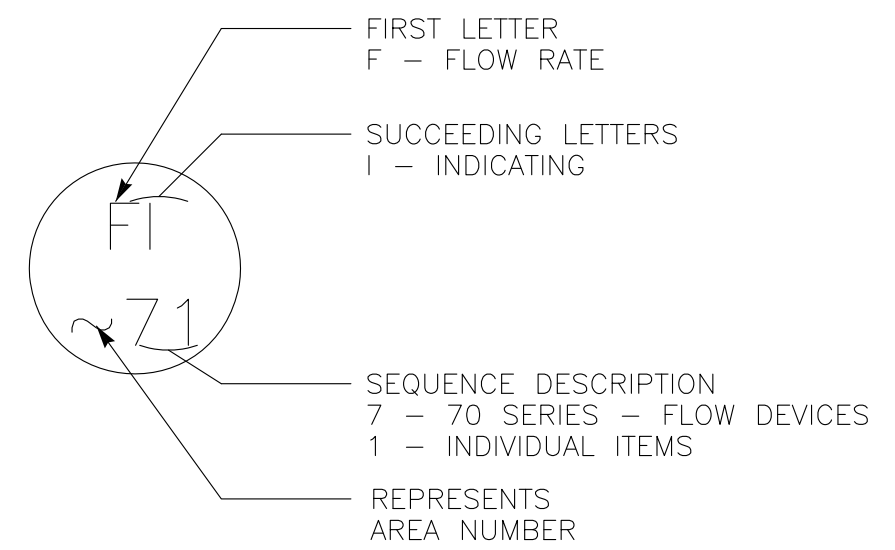 FIRST LETTER
F – FLOW RATE
SUCCEEDING LETTERS
I – INDICATING
FI
~ 71
SEQUENCE DESCRIPTION
7 – 70 SERIES – FLOW DEVICES
1 – INDIVIDUAL ITEMS
REPRESENTS
AREA NUMBER